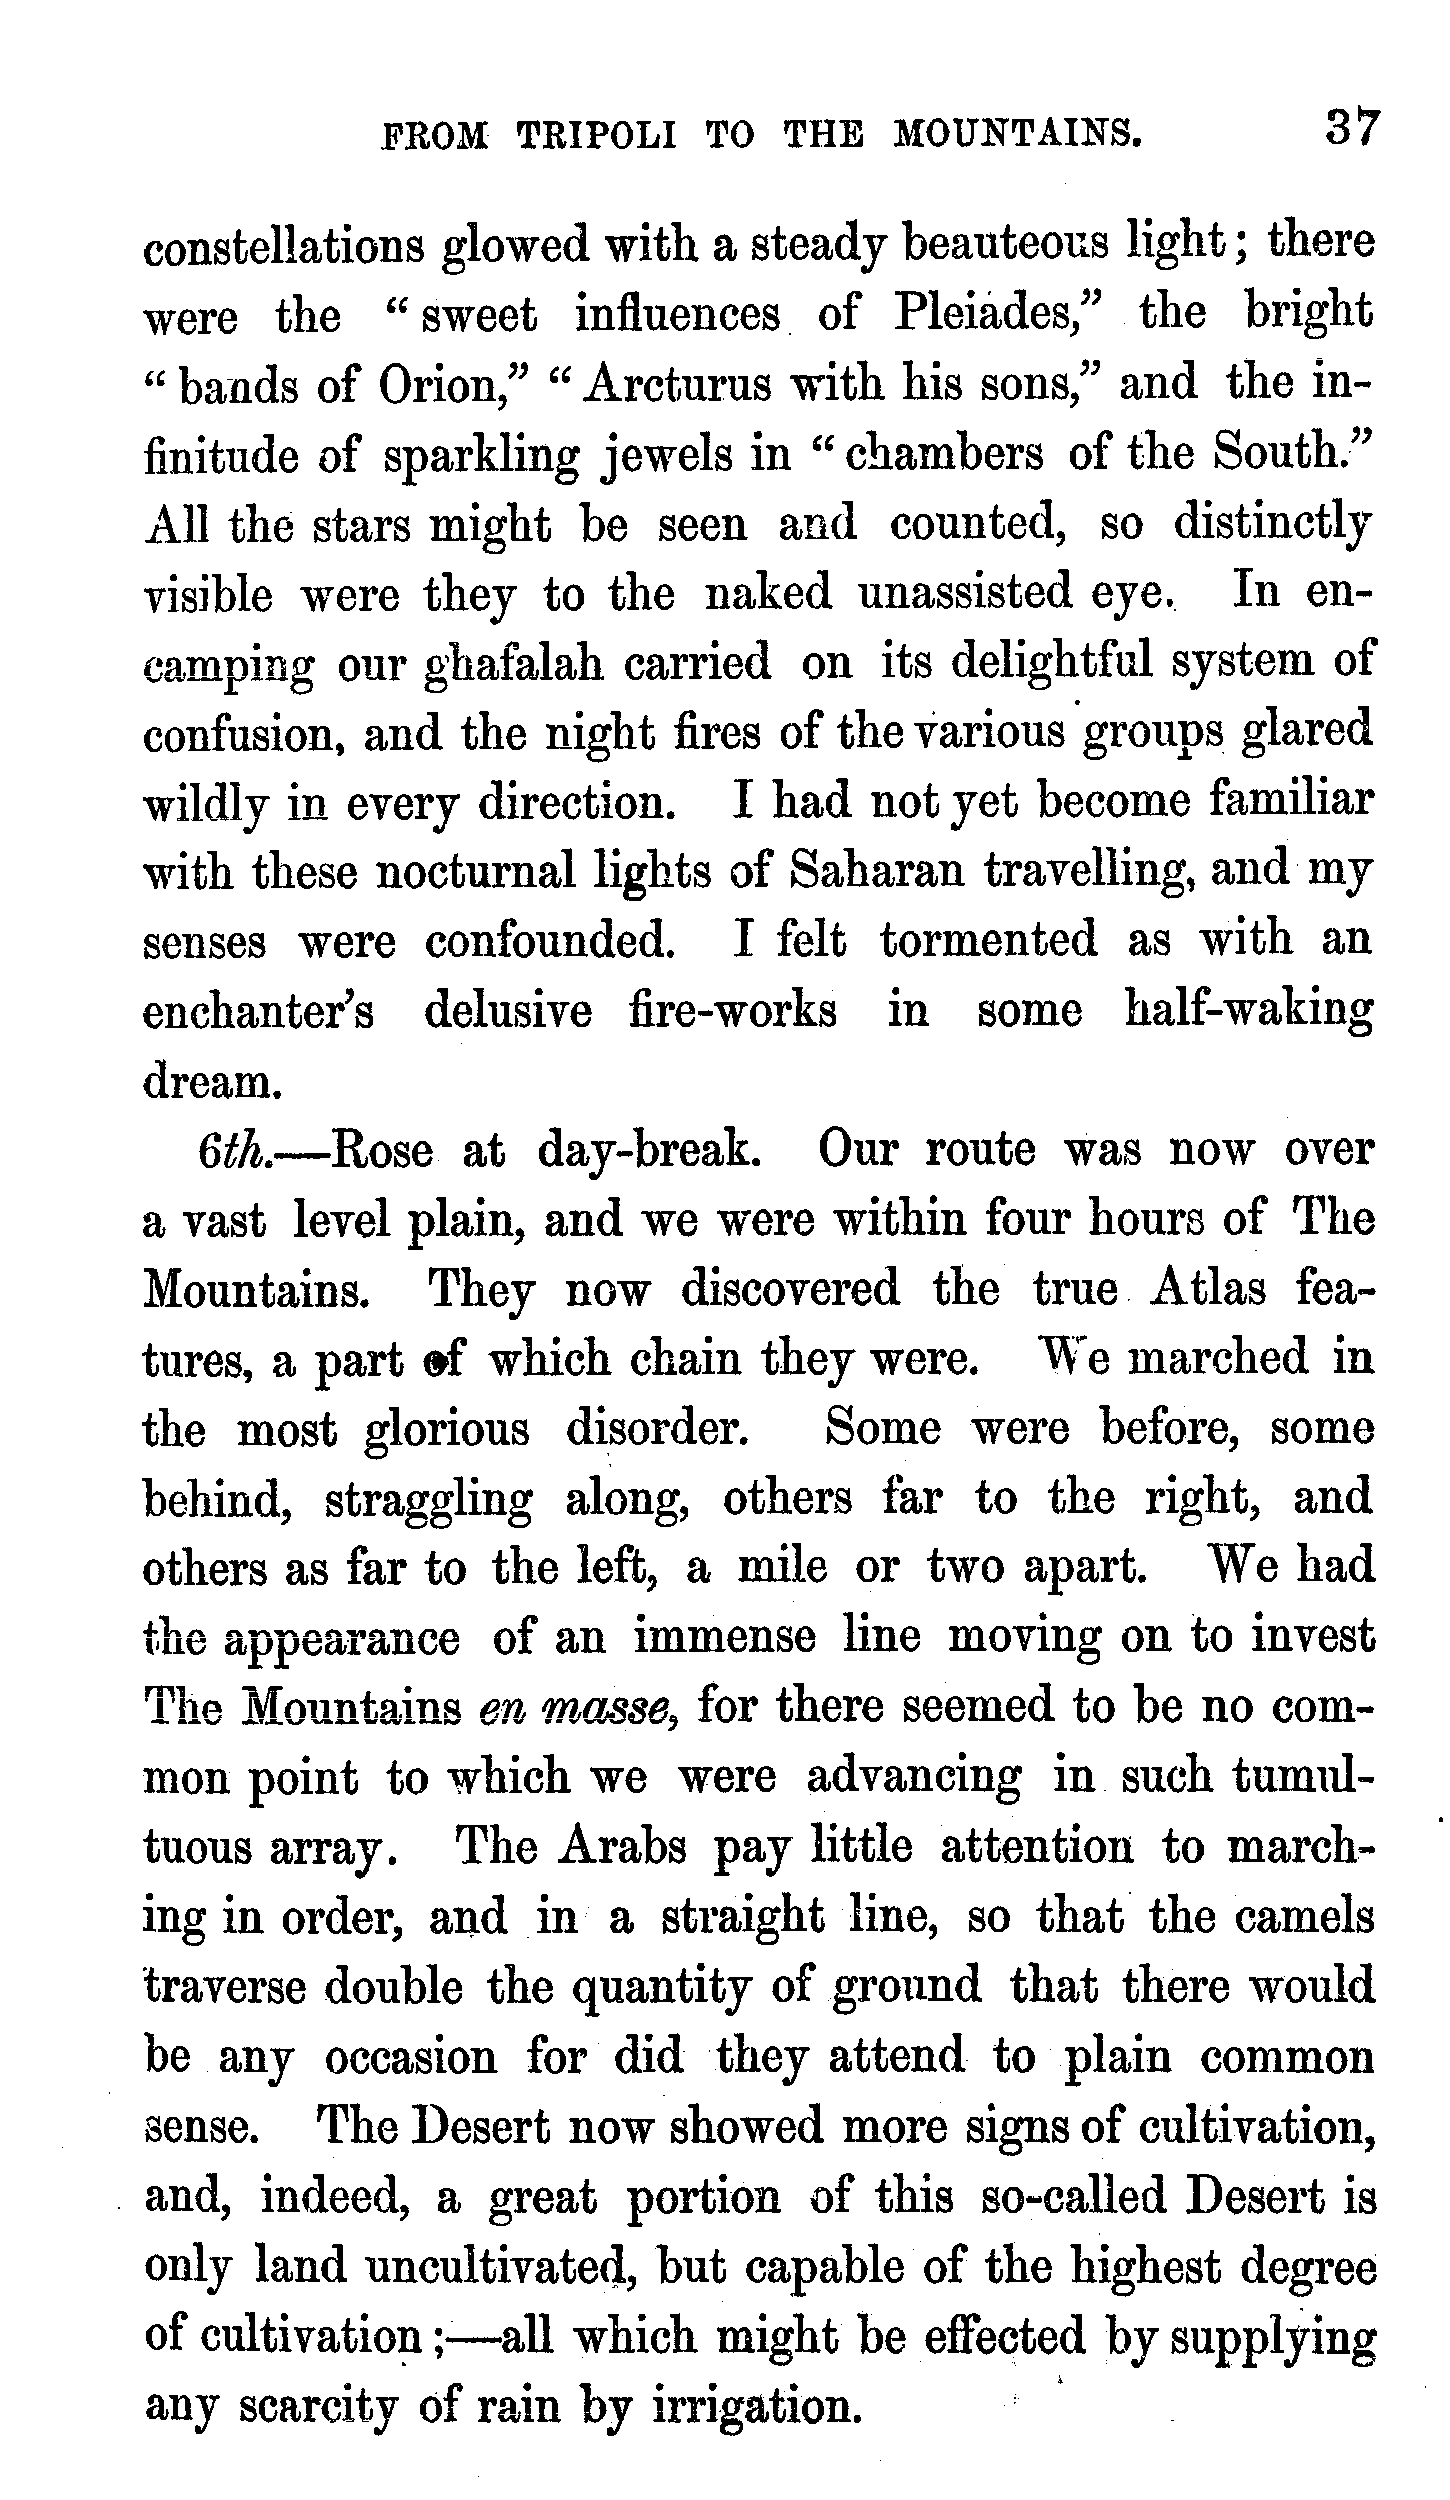 FROM TRIPOLI TO THE MOUNTAINS. 37
constellations glowed with a steady beauteous light; there
were the "sweet influences of Pleiades," the bright
"bands of Orion," "Arcturus with his sons," and the in-
finitude of sparkling jewels in "chambers of the South."
All the stars might be seen and counted, so distinctly
visible were they to the naked unassisted eye. In en-
camping our ghafalah carried on its delightful system of
confusion, and the night fires of the various groups glared
wildly in every direction. I had not yet become familiar
with these nocturnal lights of Saharan travelling, and my
senses were confounded. I felt tormented as with an
enchanter's delusive fire-works in some half-waking
dream.
6th.—Rose at day-break. Our route was now over
a vast level plain, and we were within four hours of The
Mountains. They now discovered the true Atlas fea-
tures, a part of which chain they were. We marched in
the most glorious disorder. Some were before, some
behind, straggling along, others far to the right, and
others as far to the left, a mile or two apart. We had
the appearance of an immense line moving on to invest
The Mountains en masse, for there seemed to be no com-
mon point to which we were advancing in such tumul-
tuous array. The Arabs pay little attention to march-
ing in order, and in a straight line, so that the camels
traverse double the quantity of ground that there would
be any occasion for did they attend to plain common
sense. The Desert now showed more signs of cultivation,
and, indeed, a great portion of this so-called Desert is
only land uncultivated, but capable of the highest degree
of cultivation;—all which might be effected by supplying
any scarcity of rain by irrigation.